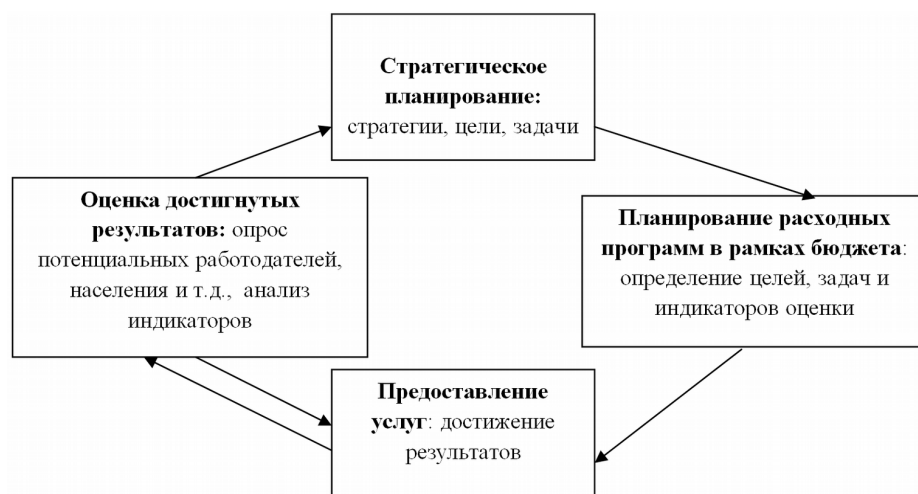 Стратегическое
планирование:
стратегии, цели, задачи
Оценка достигнутых
результатов: опрос
потенциальных работодателей,
населения и т.д., анализ
индикаторов
Планирование расходных
программ в рамках бюджета:
определение целей, задач и
индикаторов оценки
Предоставление
услуг: достижение
результатов